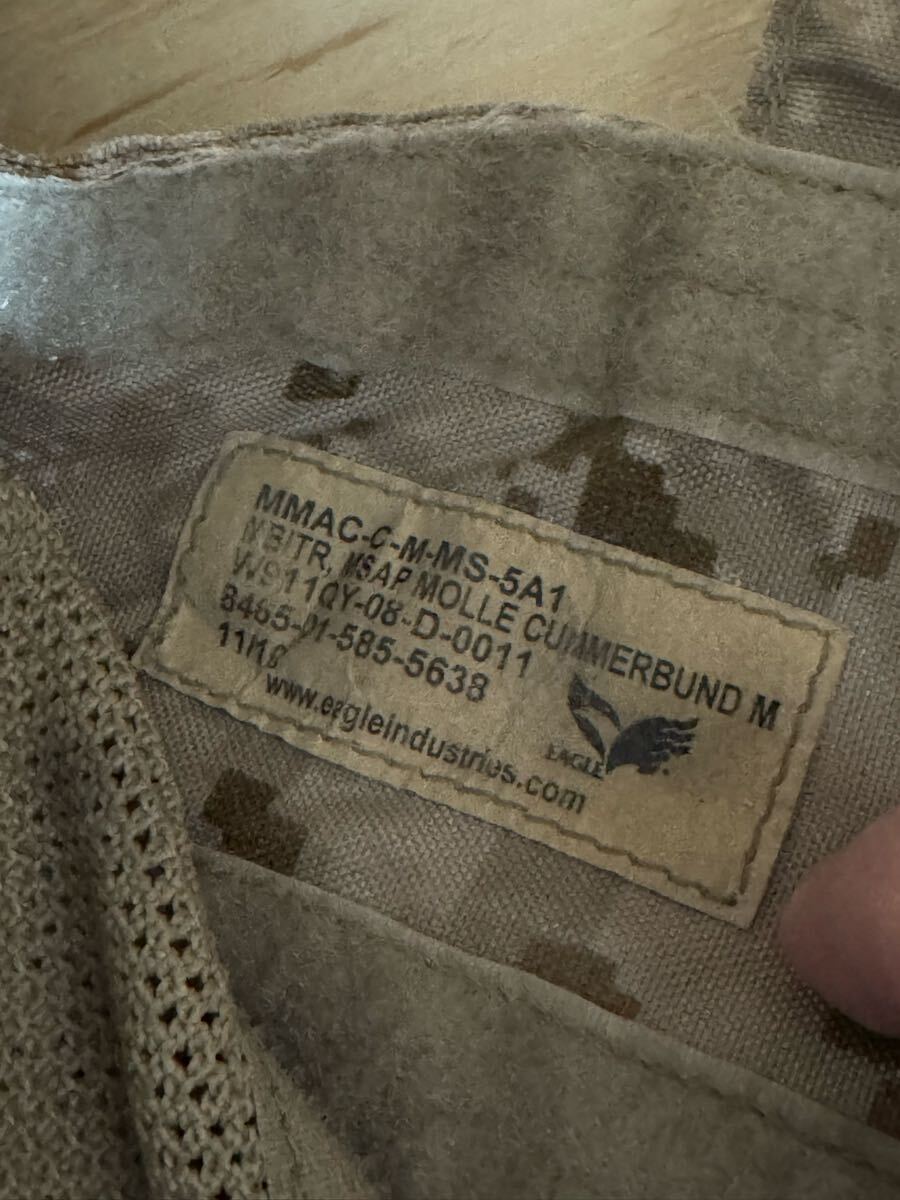 MMAC-C-M-MS-5A1
MBITR, MSAP MOLLE CUMMERBUND M
W911QY-08-D-0011
8465-01-585-5638
11/10
www.eagleindustries.com
EAGLE